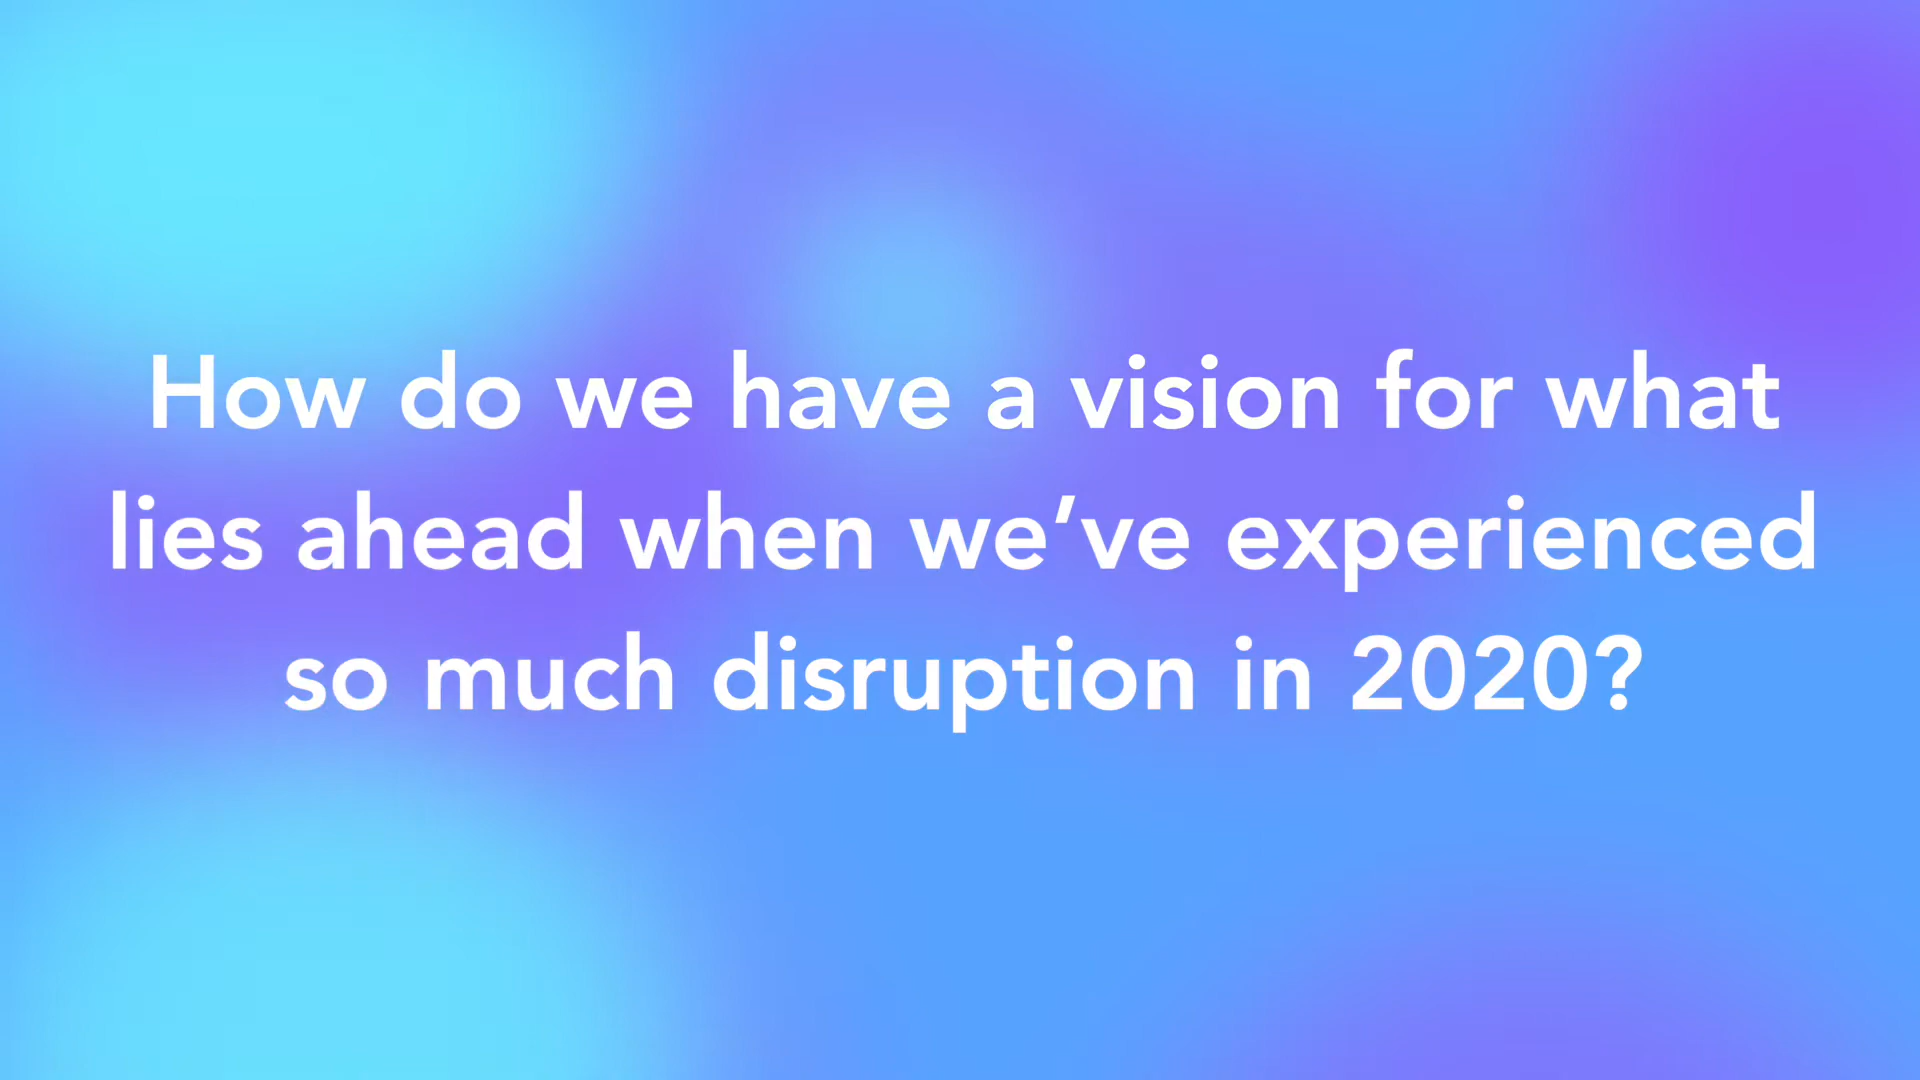 How do we have a vision for what
lies ahead when we’ve experienced
so much disruption in 2020?